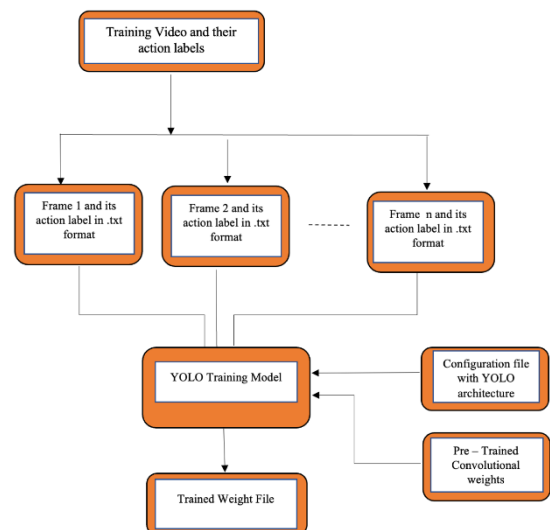 Training Video and their
action labels
Frame 1 and its
action label in .txt
format
Frame 2 and its
action label in .txt
format
Frame n and its
action label in .txt
format
YOLO Training Model
Configuration file
with YOLO
architecture
Pre – Trained
Convolutional
weights
Trained Weight File